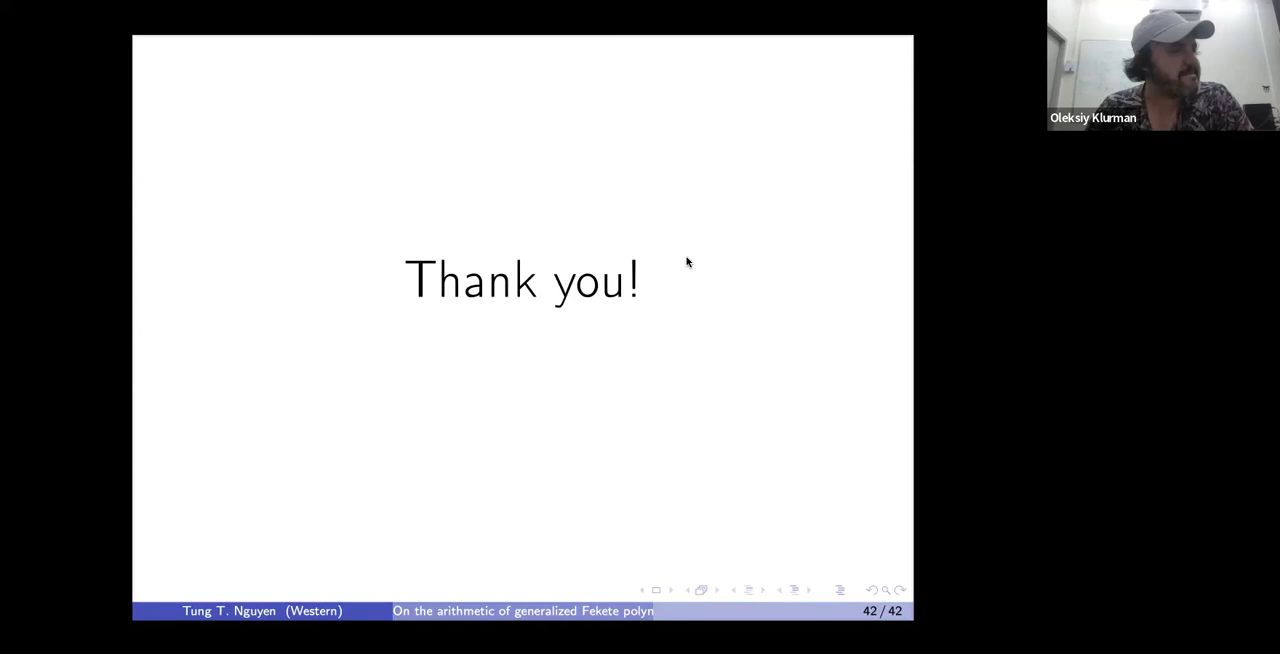 Oleksiy Klurman
Thank you!
Tung T. Nguyen (Western)
On the arithmetic of generalized Fekete polyn
42 / 42